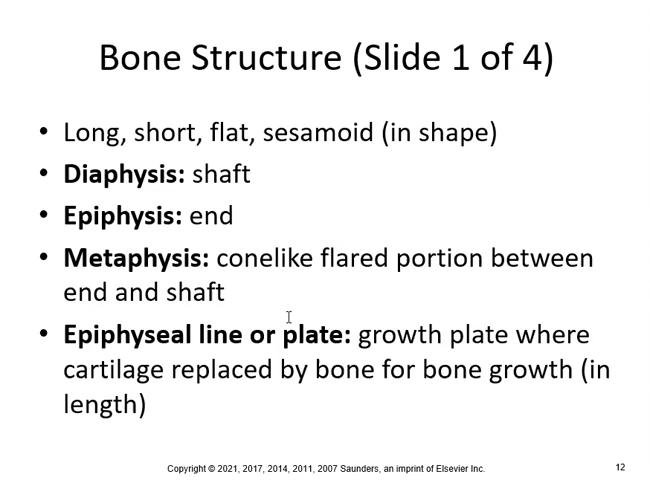 Bone Structure (Slide 1 of 4)
• Long, short, flat, sesamoid (in shape)
• Diaphysis: shaft
• Epiphysis: end
• Metaphysis: conelike flared portion between
end and shaft
• Epiphyseal line or plate: growth plate where
cartilage replaced by bone for bone growth (in
length)
Copyright © 2021, 2017, 2014, 2011, 2007 Saunders, an imprint of Elsevier Inc.
12